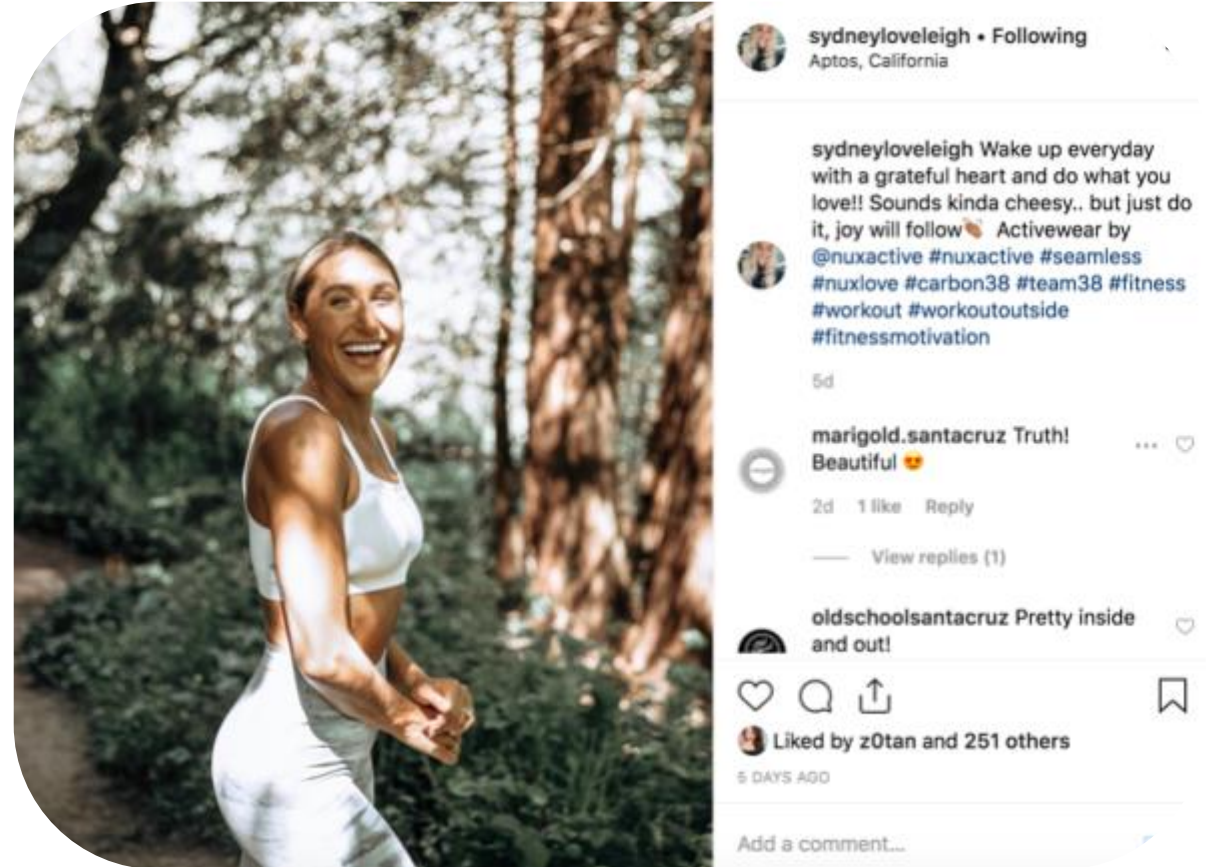 sydneyloveleigh • Following
Aptos, California
sydneyloveleigh Wake up everyday
with a grateful heart and do what you
love!! Sounds kinda cheesy.. but just do
it, joy will follow👏🏼 Activewear by
@nuxactive #nuxactive #seamless
#nuxlove #carbon38 #team38 #fitness
#workout #workoutoutside
#fitnessmotivation
5d
marigold.santacruz Truth!
Beautiful 😍
2d 1 like Reply
View replies (1)
oldschoolsantacruz Pretty inside
and out!
Liked by z0tan and 251 others
5 DAYS AGO
Add a comment...